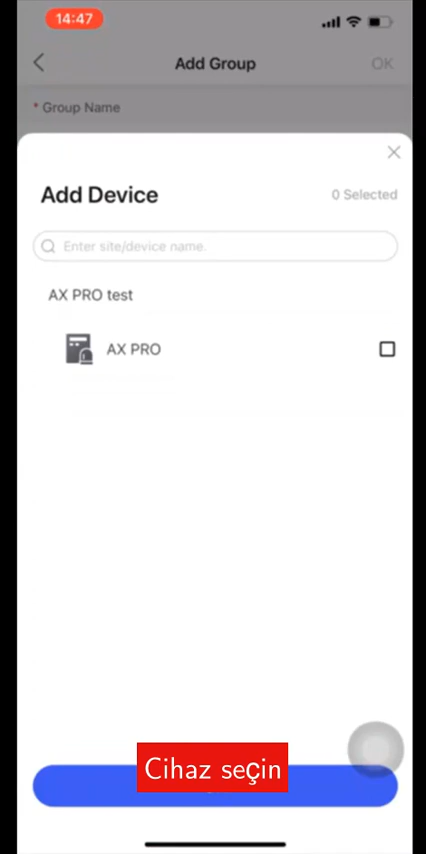 14:47
Add Group
OK
* Group Name
Add Device
0 Selected
Enter site/device name.
AX PRO test
AX PRO
Cihaz seçin